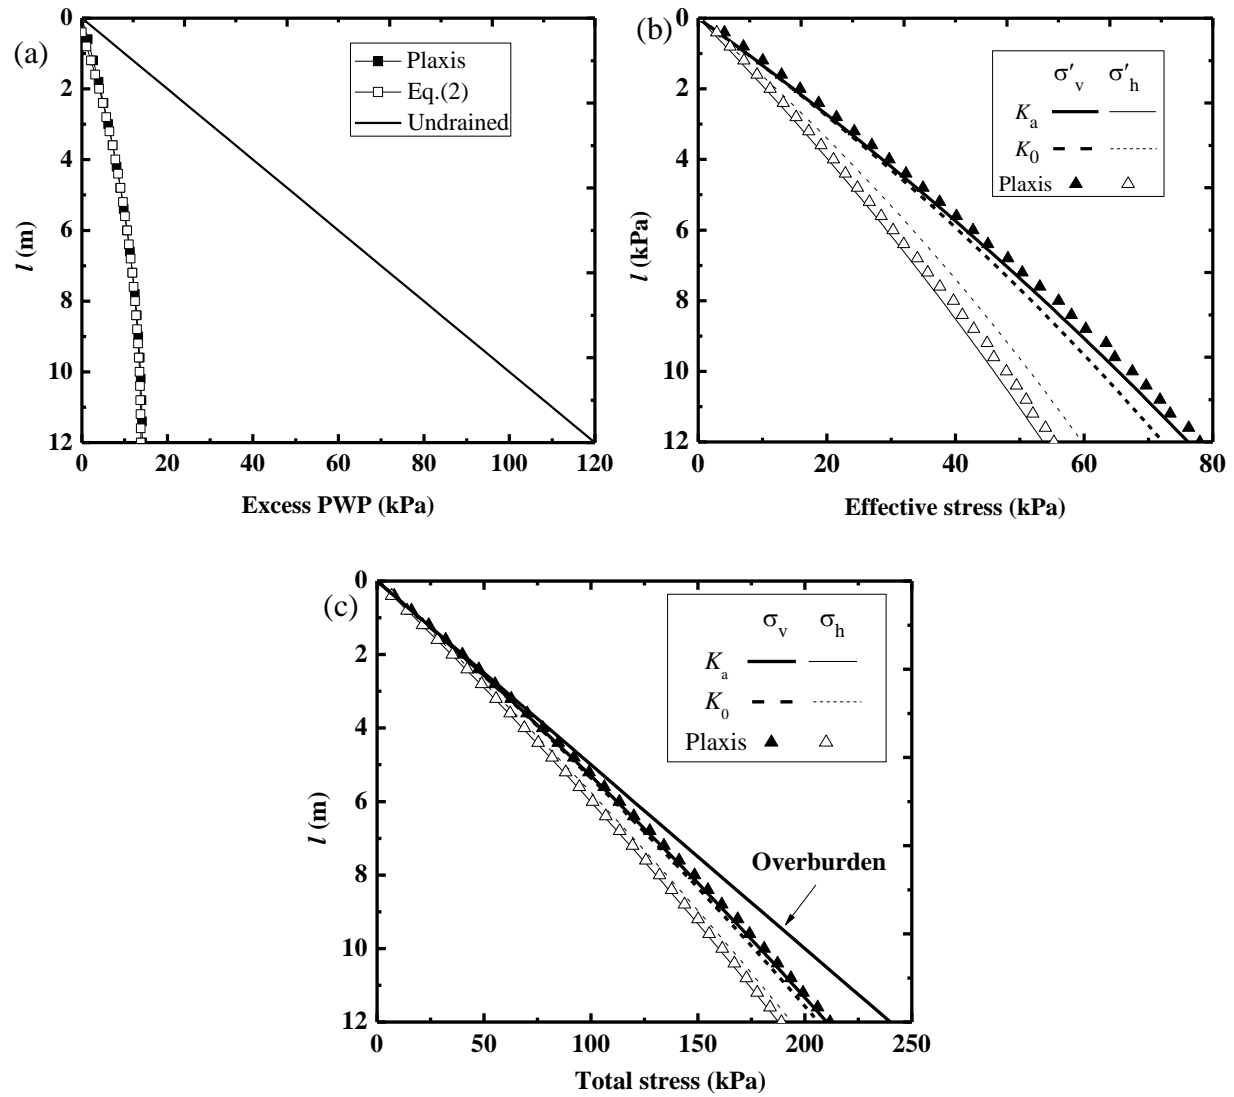 (a)
0
2
4
6
8
10
12
l (m)
Plaxis
Eq.(2)
Undrained
0 20 40 60 80 100 120
Excess PWP (kPa)
(b)
0
2
4
6
8
10
12
l (kPa)
σ′v σ′h
Ka
K0
Plaxis
0 20 40 60 80
Effective stress (kPa)
(c)
0
2
4
6
8
10
12
l (m)
σv σh
Ka
K0
Plaxis
Overburden
0 50 100 150 200 250
Total stress (kPa)